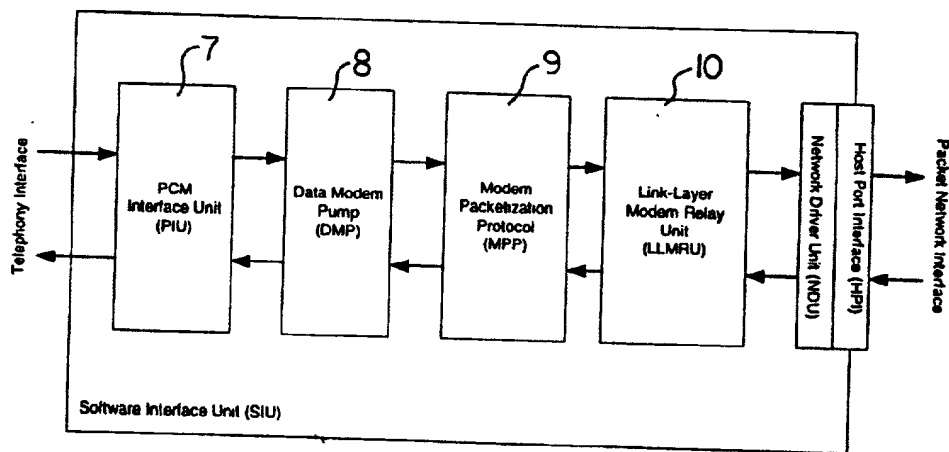 7
8
9
10
Telephony Interface
PCM
Interface Unit
(PIU)
Data Modem
Pump
(DMP)
Modem
Packetization
Protocol
(MPP)
Link-Layer
Modem Relay
Unit
(LLMRU)
Network Driver Unit (NDU)
Host Port Interface (HPI)
Packet Network Interface
Software Interface Unit (SIU)